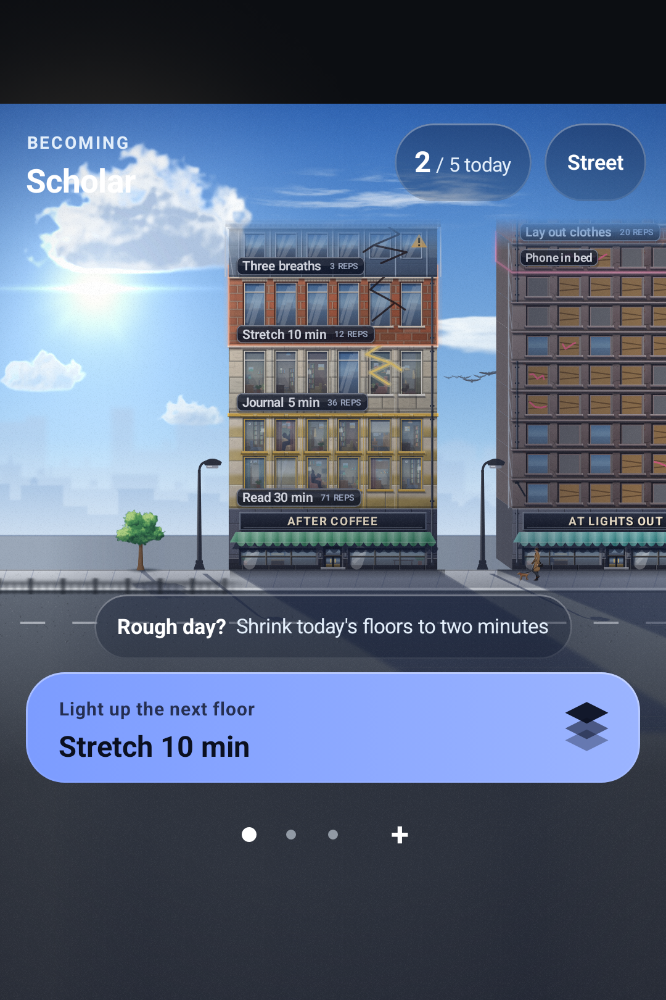 BECOMING
Scholar
2 / 5 today
Street
Three breaths 3 REPS
Stretch 10 min 12 REPS
Journal 5 min 36 REPS
Read 30 min 71 REPS
AFTER COFFEE
Lay out clothes 20 REPS
Phone in bed
AT LIGHTS OUT
Rough day? Shrink today's floors to two minutes
Light up the next floor
Stretch 10 min